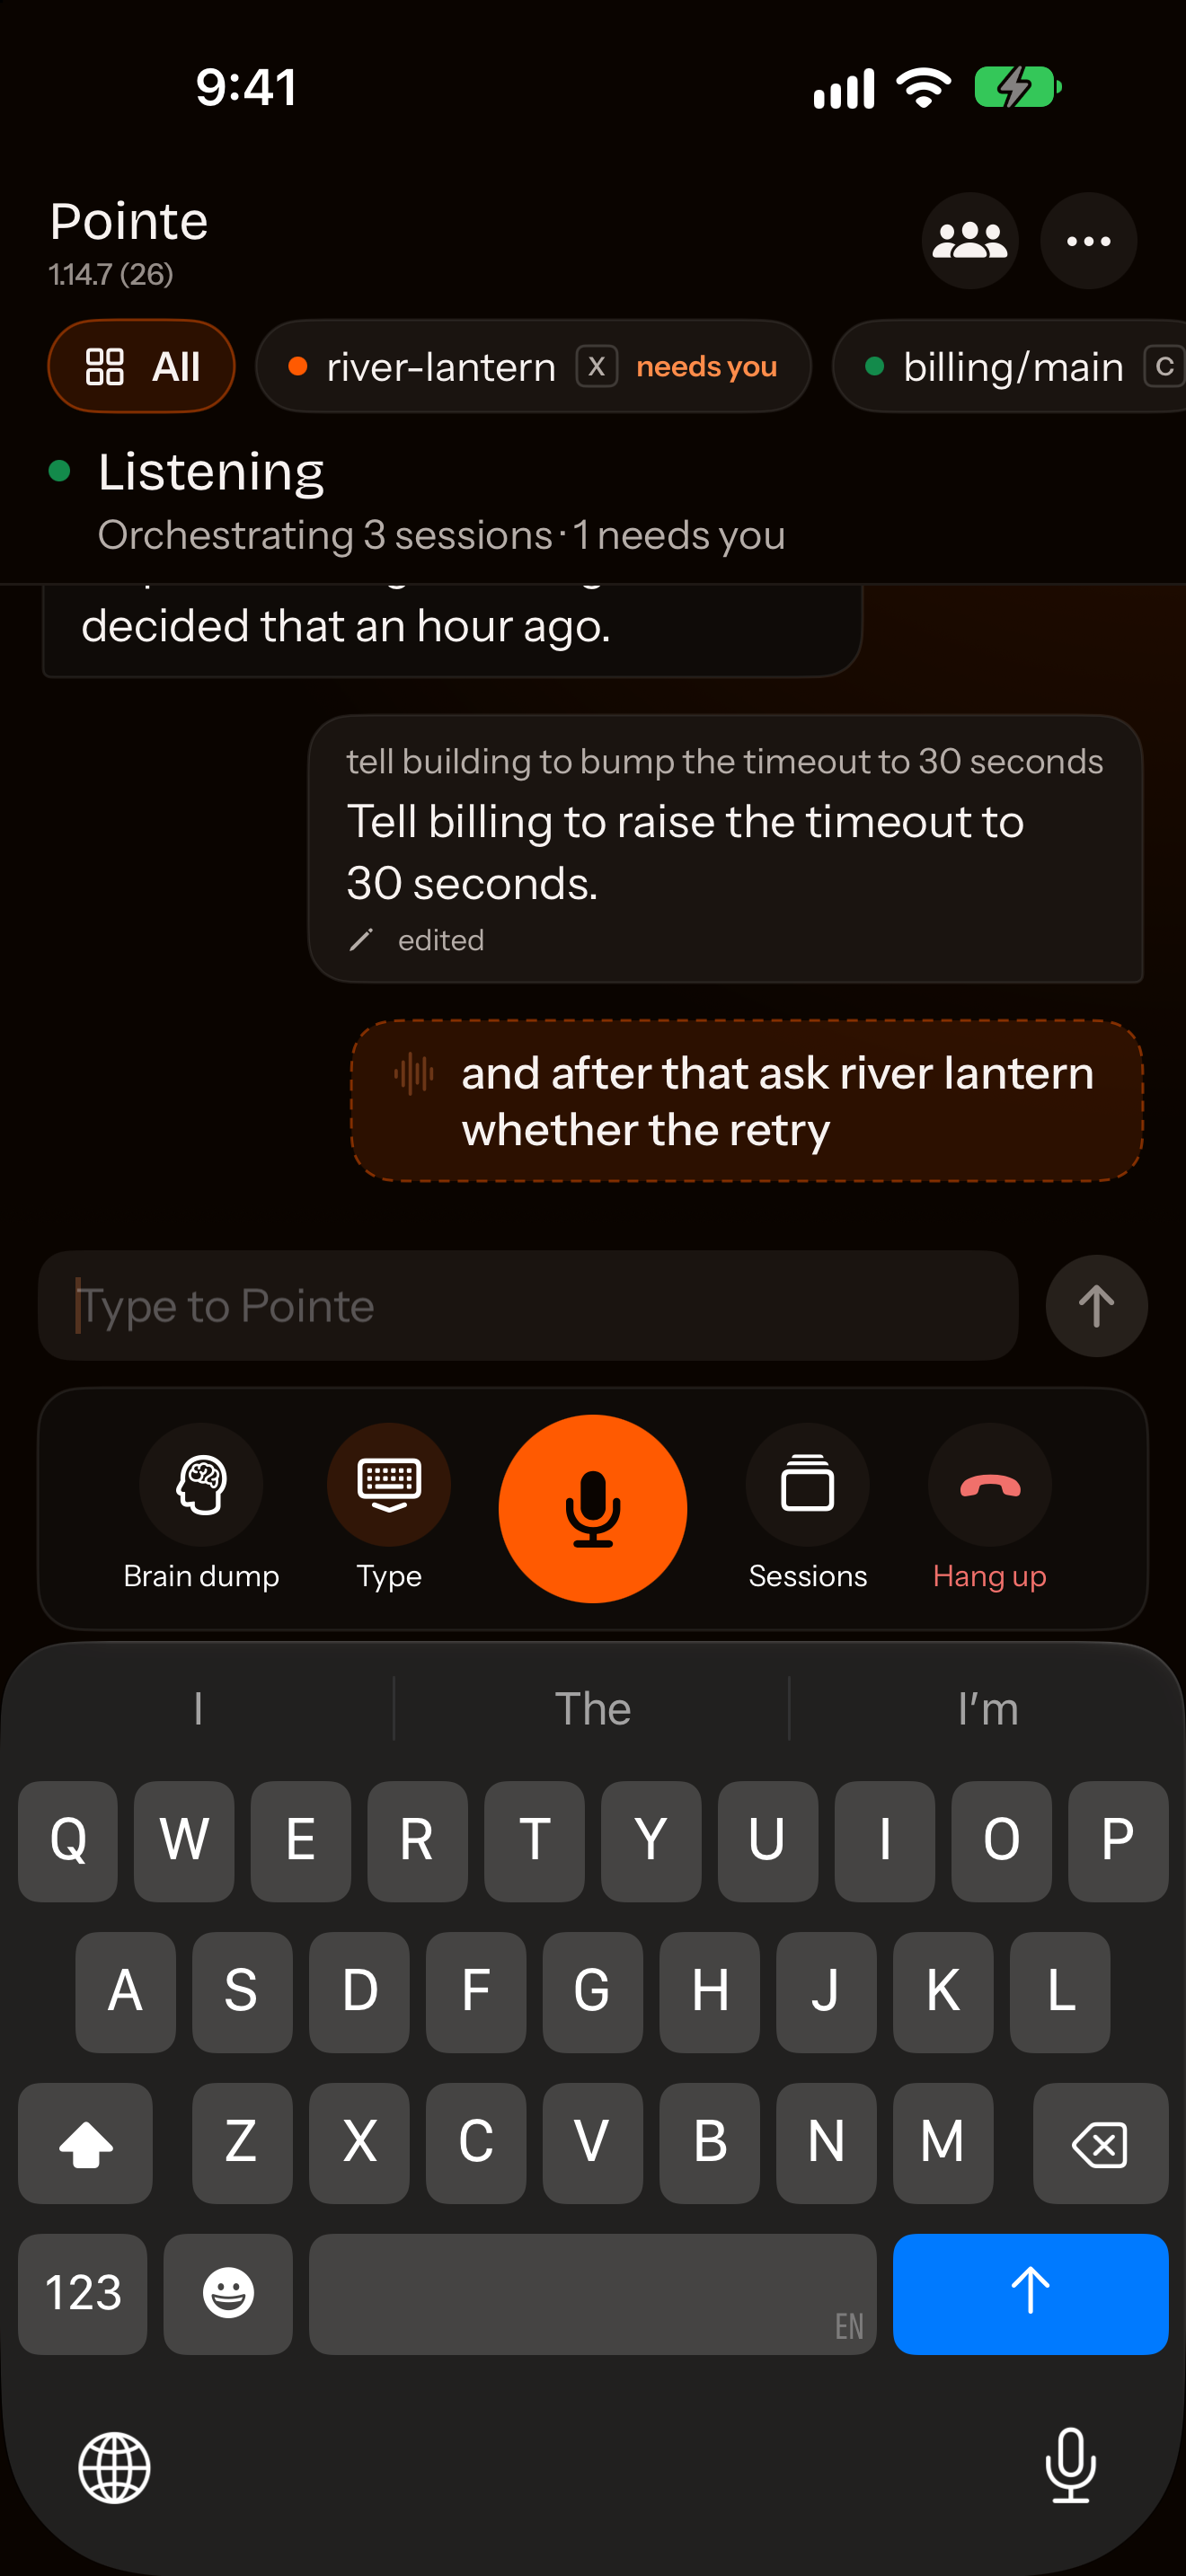 9:41
Pointe
1.14.7 (26)
All
river-lantern X needs you
billing/main C
Listening
Orchestrating 3 sessions · 1 needs you
decided that an hour ago.
tell building to bump the timeout to 30 seconds
Tell billing to raise the timeout to
30 seconds.
edited
and after that ask river lantern
whether the retry
Type to Pointe
Brain dump Type Sessions Hang up
I The I’m
Q W E R T Y U I O P
A S D F G H J K L
Z X C V B N M
123 EN